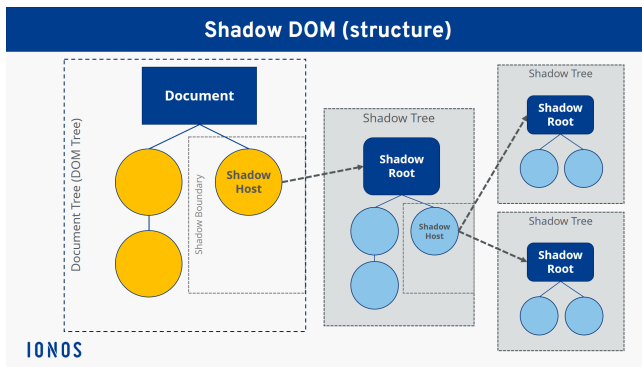 Shadow DOM (structure)
Document Tree (DOM Tree)
Document
Shadow
Host
Shadow Boundary
Shadow Tree
Shadow
Root
Shadow
Host
Shadow Tree
Shadow
Root
Shadow Tree
Shadow
Root
IONOS